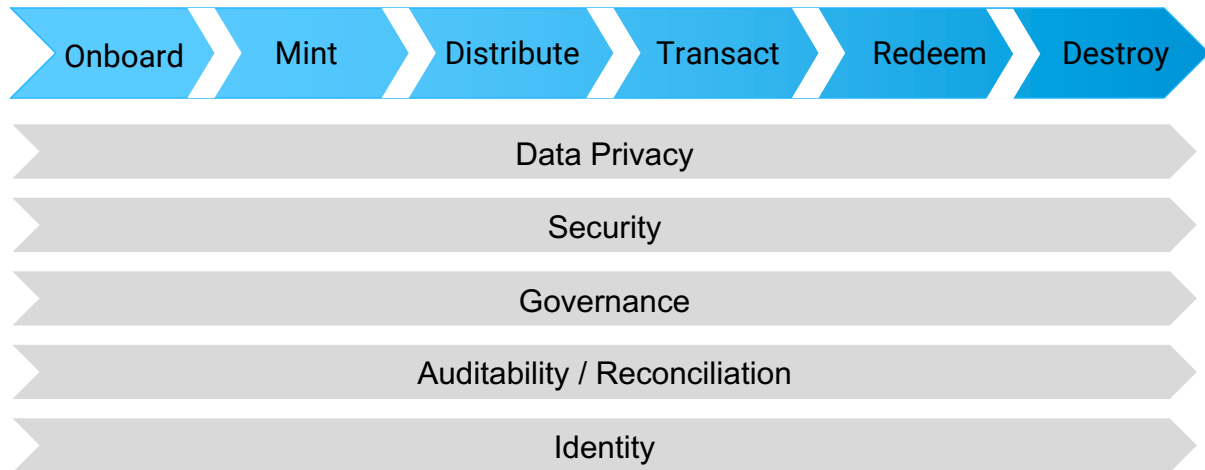 Onboard Mint Distribute Transact Redeem Destroy
Data Privacy
Security
Governance
Auditability / Reconciliation
Identity